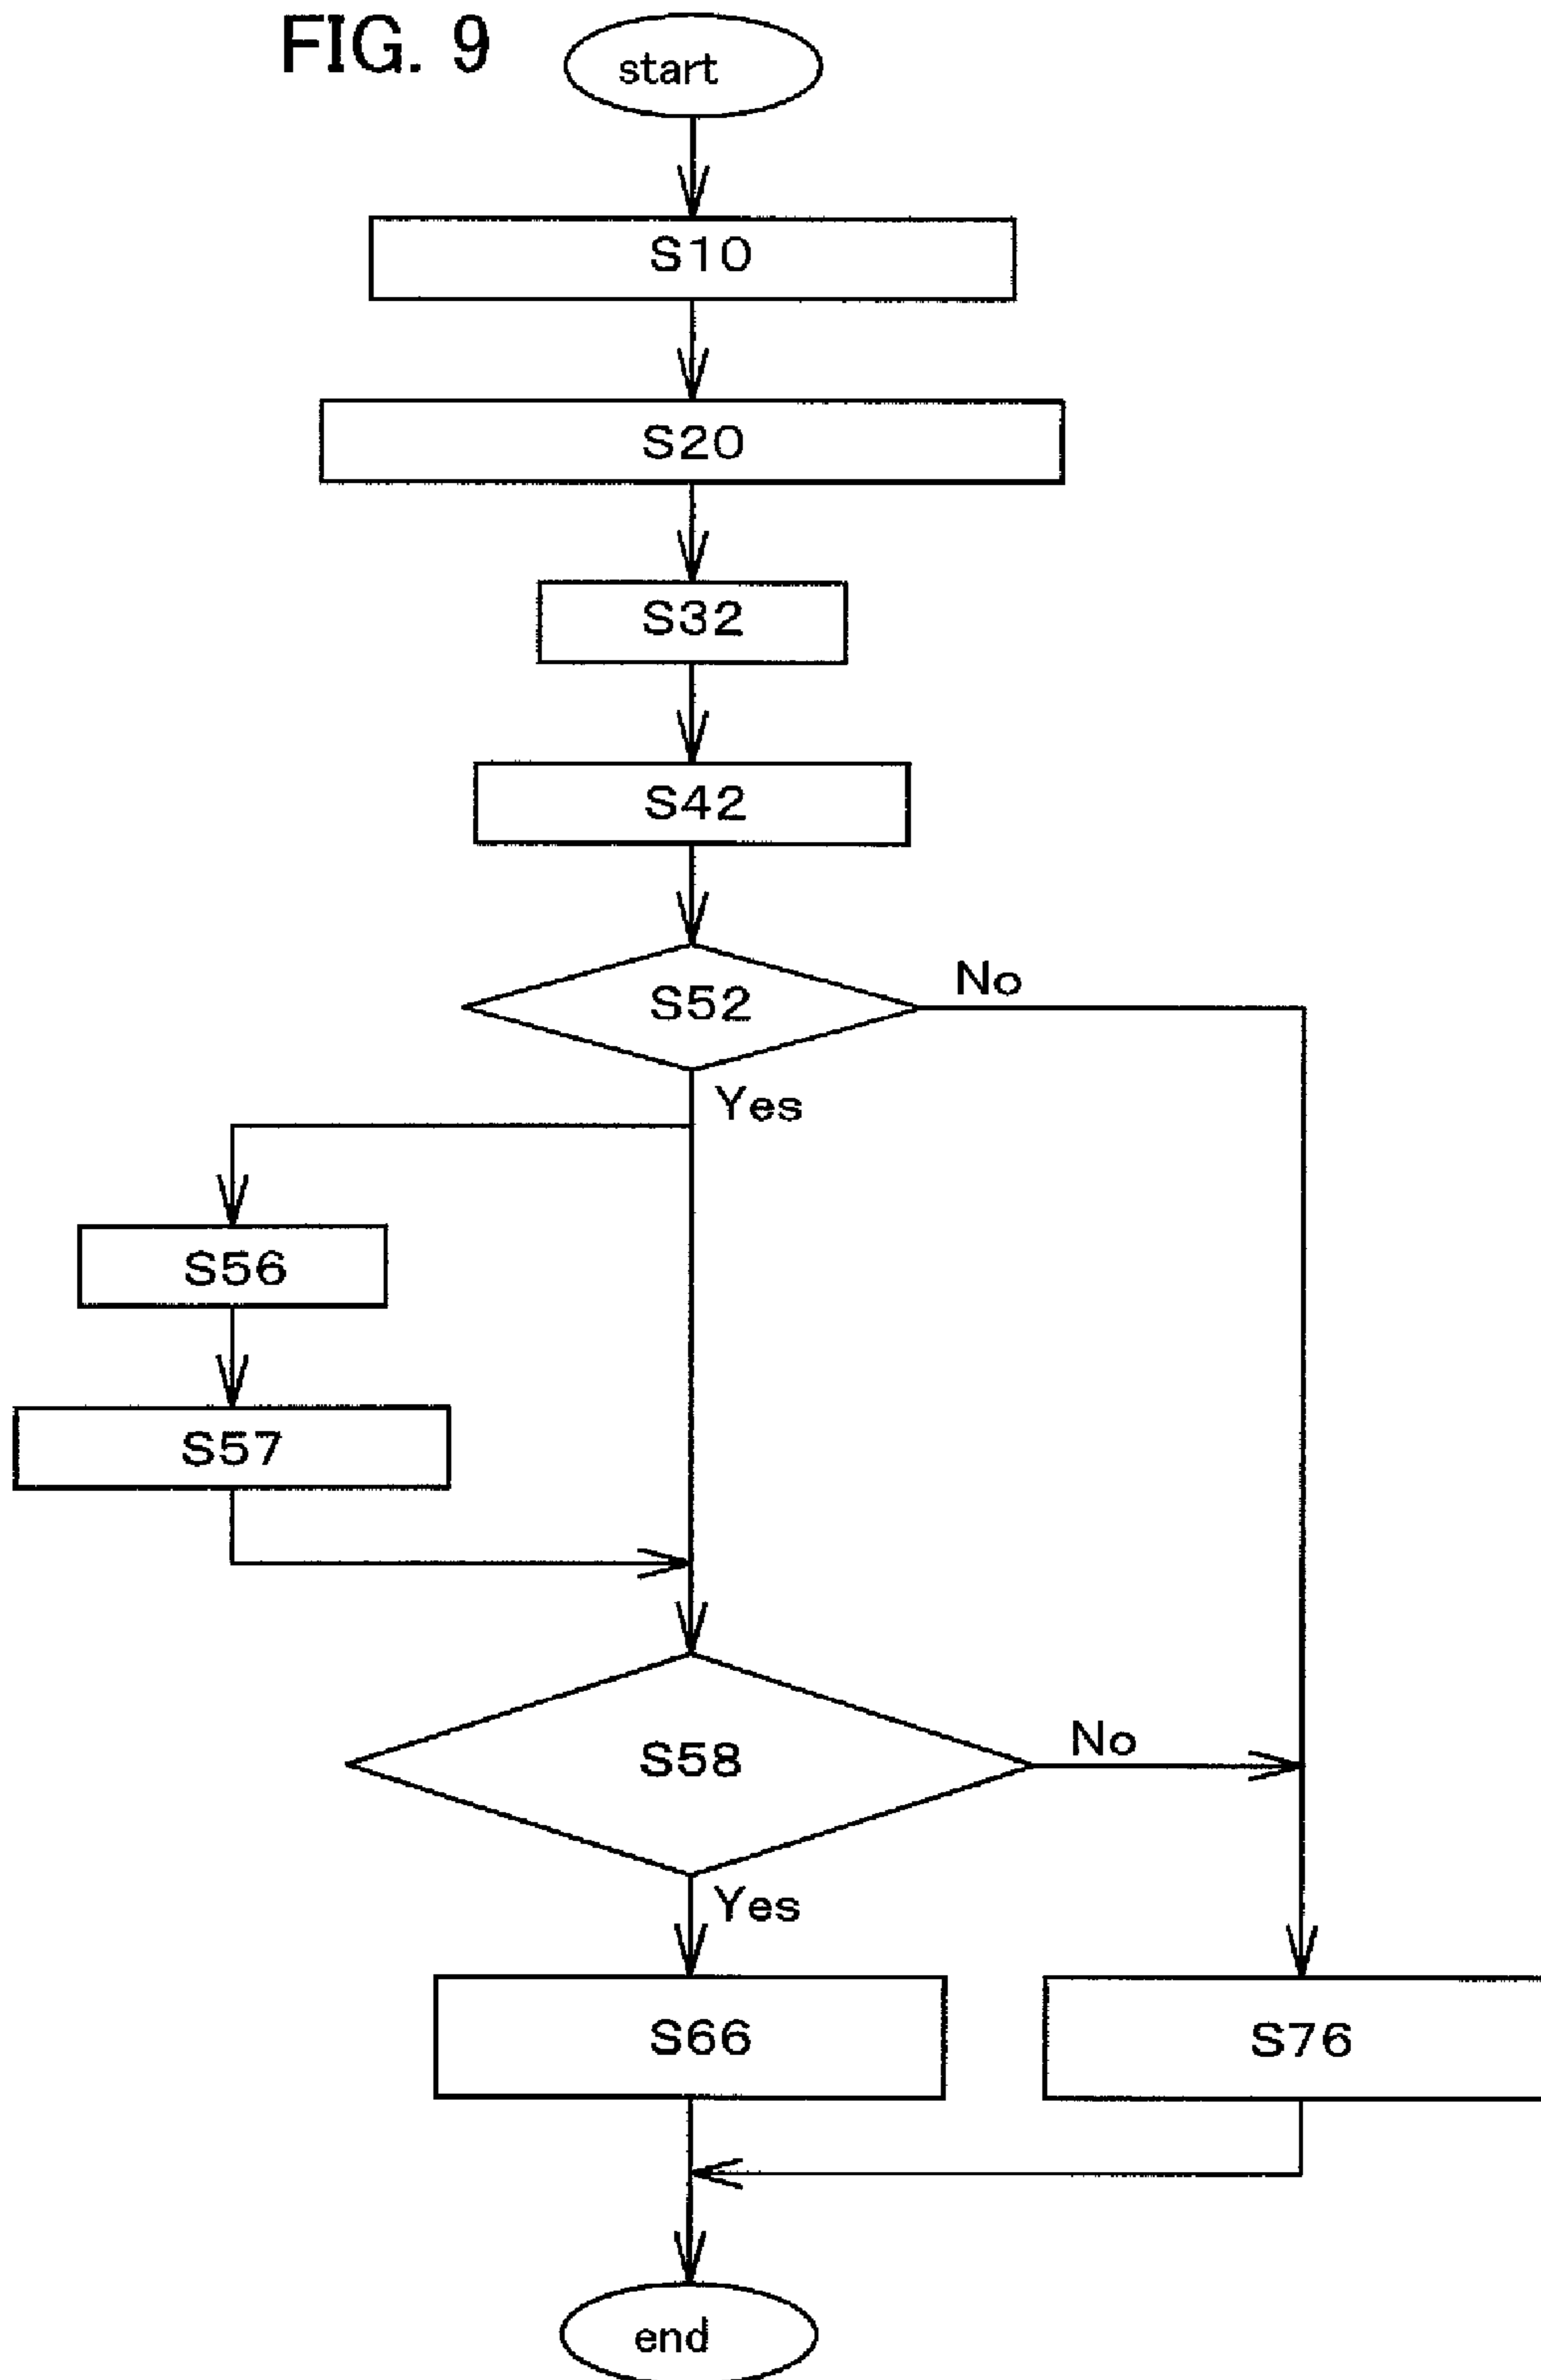 FIG. 9
start
S10
S20
S32
S42
S52
No
Yes
S56
S57
S58
No
Yes
S66
S76
end